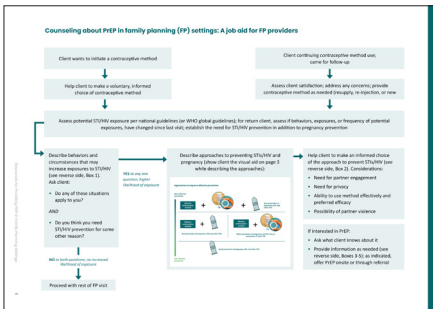 Counseling about PrEP in family planning (FP) settings: A job aid for FP providers
Client wants to initiate a contraceptive method
Client continuing contraceptive method use;
came for follow-up
Help client to make a voluntary, informed
choice of contraceptive method
Assess client satisfaction; address any concerns; provide
contraceptive method as needed (resupply, re-injection, or new
Assess potential STI/HIV exposure per national guidelines (or WHO global guidelines); for return client, assess if behaviors, exposures, or frequency of potential
exposures, have changed since last visit; establish the need for STI/HIV prevention in addition to pregnancy prevention
Describe behaviors and
circumstances that may
increase exposures to STI/HIV
(see reverse side, Box 1).
Ask client:
• Do any of these situations
apply to you?
AND
• Do you think you need
STI/HIV prevention for some
other reason?
YES to any one
question, higher
likelihood of exposure
NO to both questions, no increased
likelihood of exposure
Proceed with rest of FP visit
Describe approaches to preventing STIs/HIV and
pregnancy (show client the visual aid on page 3
while describing the approaches):
Help client to make an informed choice
of the approach to prevent STIs/HIV (see
reverse side, Box 2). Considerations:
• Need for partner engagement
• Need for privacy
• Ability to use method effectively and
preferred efficacy
• Possibility of partner violence
If interested in PrEP:
• Ask what client knows about it
• Provide information as needed (see
reverse side, Boxes 3-5); as indicated,
offer PrEP onsite or through referral